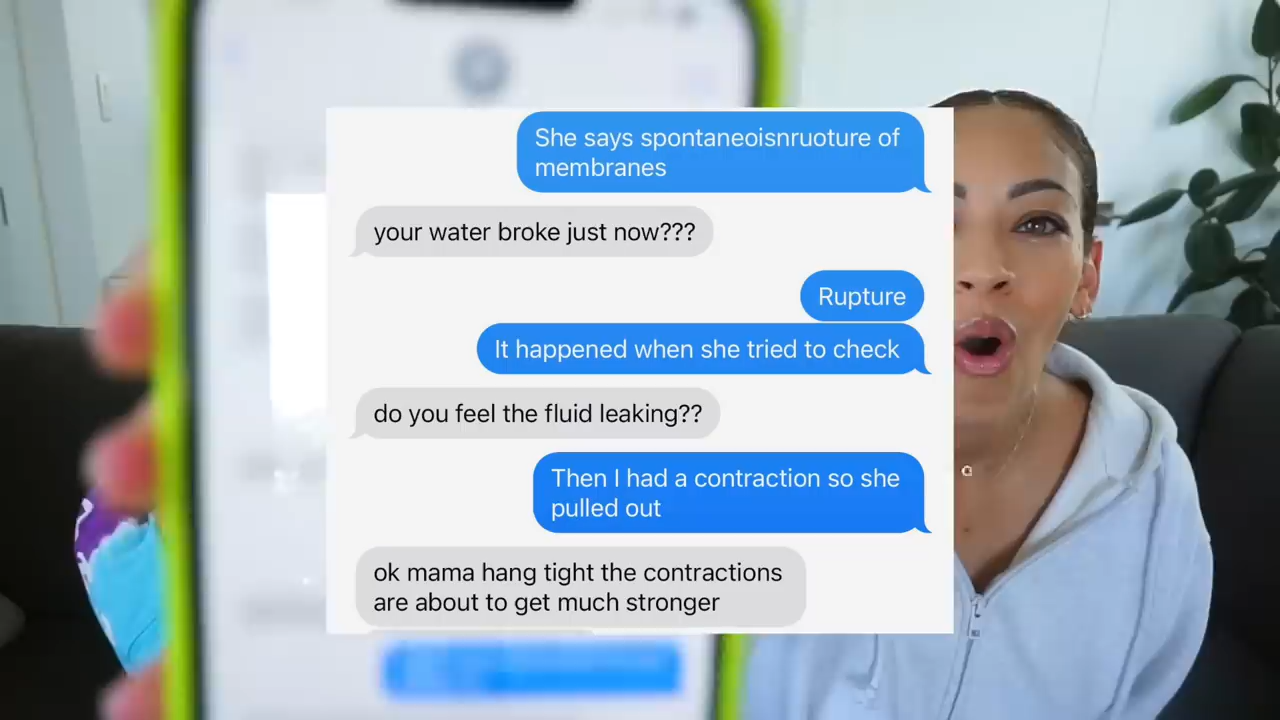 She says spontaneoisnruoture of
membranes
your water broke just now???
Rupture
It happened when she tried to check
do you feel the fluid leaking??
Then I had a contraction so she
pulled out
ok mama hang tight the contractions
are about to get much stronger